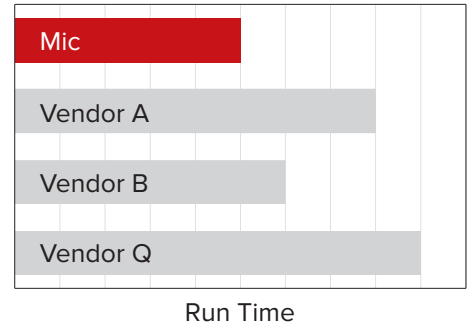 Mic
Vendor A
Vendor B
Vendor Q
Run Time